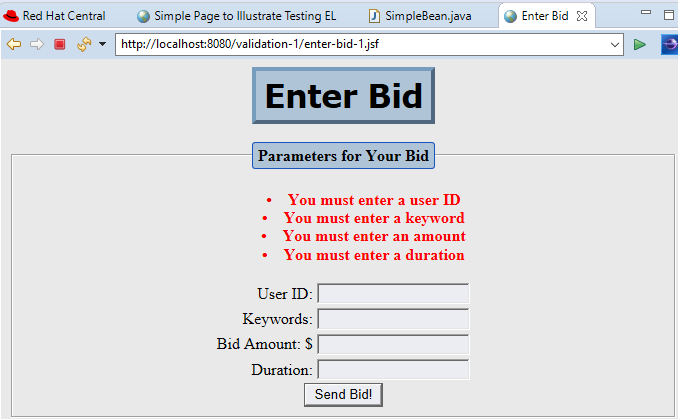 Red Hat Central Simple Page to Illustrate Testing EL SimpleBean.java Enter Bid
http://localhost:8080/validation-1/enter-bid-1.jsf
Enter Bid
Parameters for Your Bid
• You must enter a user ID
• You must enter a keyword
• You must enter an amount
• You must enter a duration
User ID:
Keywords:
Bid Amount: $
Duration:
Send Bid!